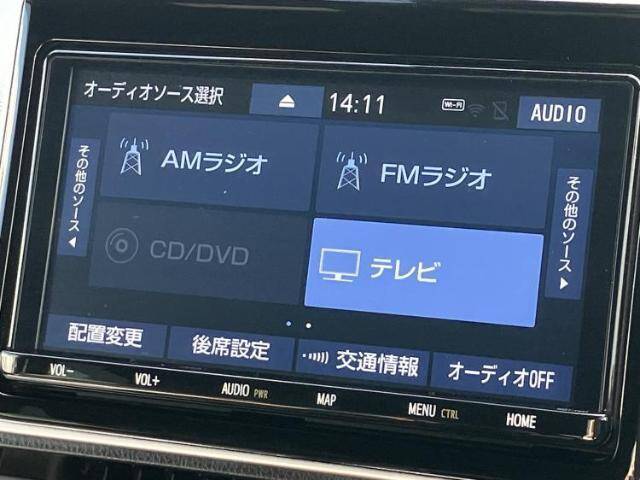 オーディオソース選択
14:11
Wi-Fi
AUDIO
その他のソース
AMラジオ
FMラジオ
その他のソース
CD/DVD
テレビ
配置変更
後席設定
交通情報
オーディオOFF
VOL-
VOL+
AUDIO PWR
MAP
MENU CTRL
HOME